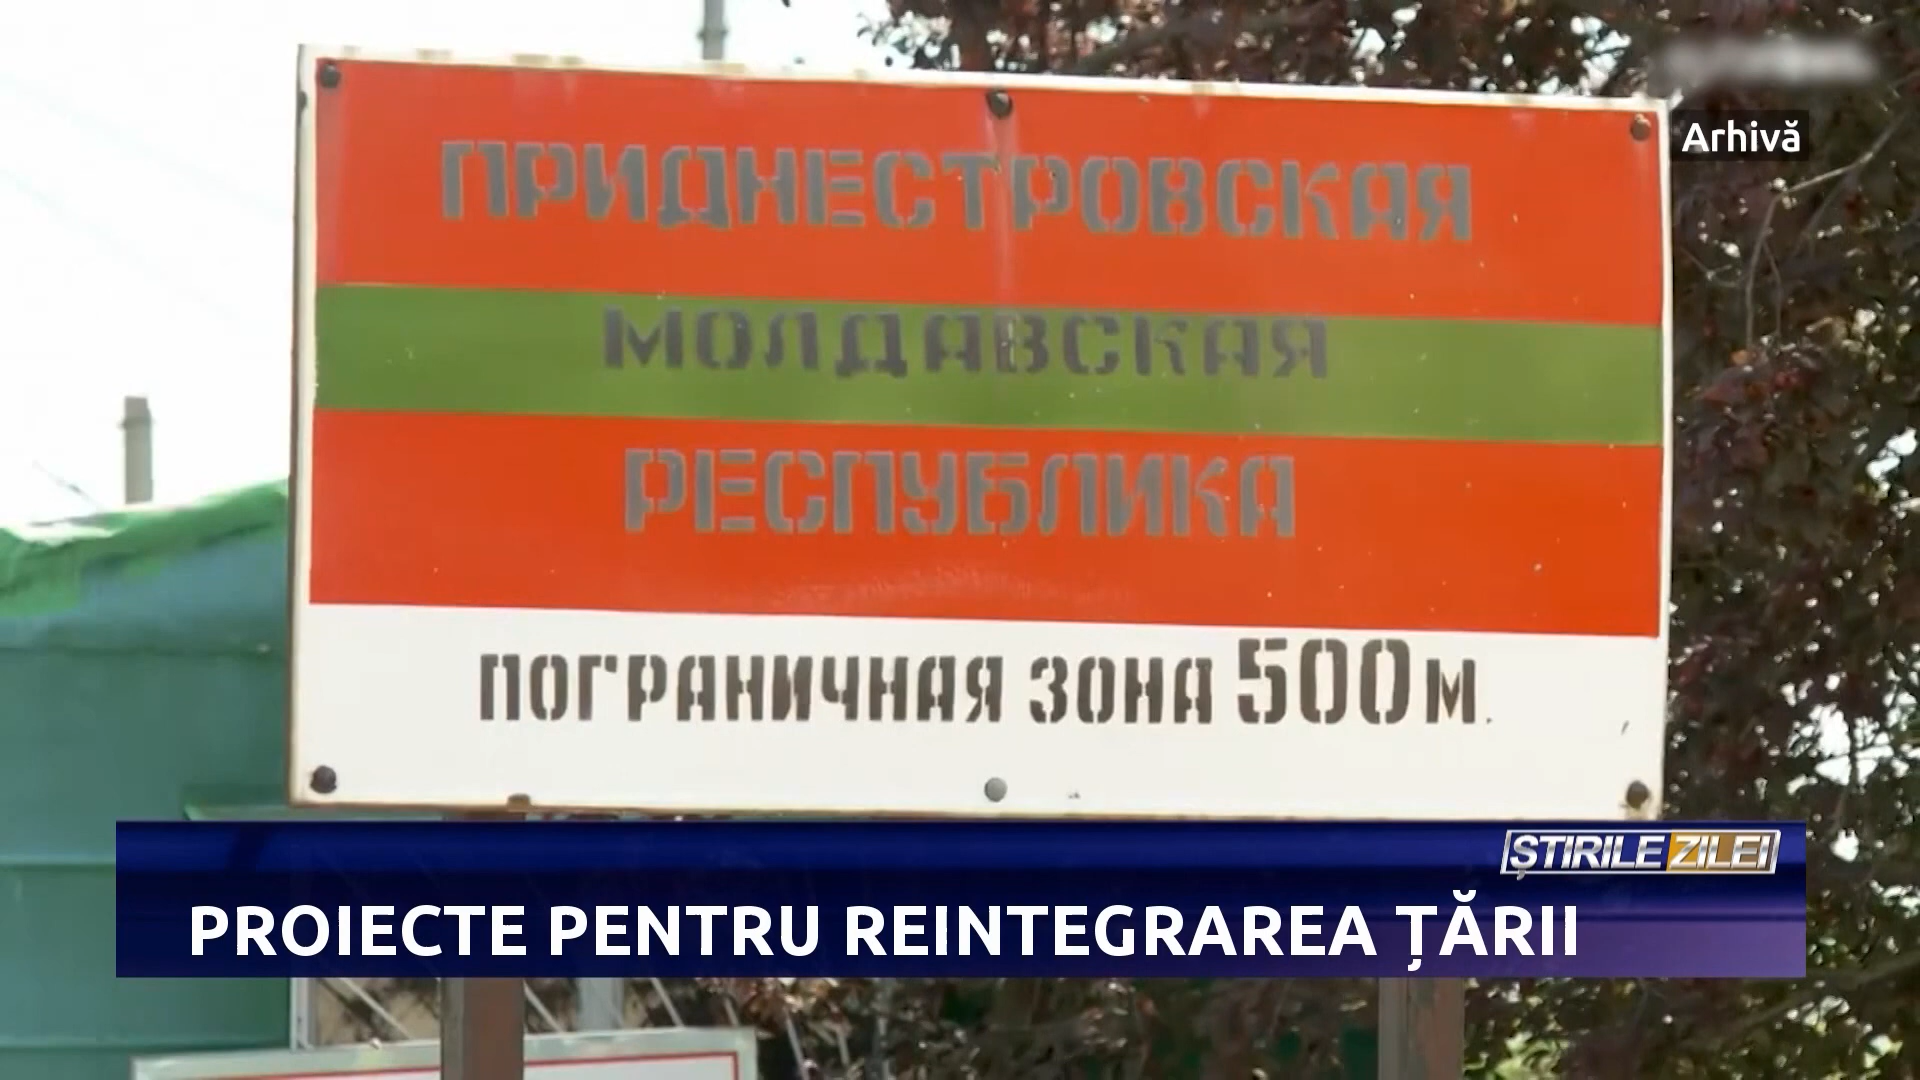 Arhivă
ПРИДНЕСТРОВСКАЯ
МОЛДАВСКАЯ
РЕСПУБЛИКА
ПОГРАНИЧНАЯ ЗОНА 500М.
ȘTIRILE ZILEI
PROIECTE PENTRU REINTEGRAREA ȚĂRII